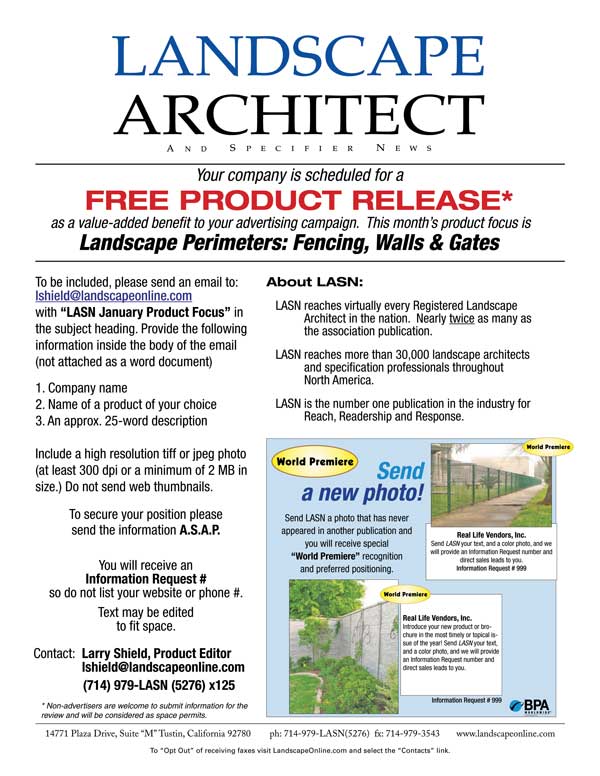 LANDSCAPE
ARCHITECT
AND SPECIFIER NEWS
Your company is scheduled for a
FREE PRODUCT RELEASE*
as a value-added benefit to your advertising campaign.  This month's product focus is
Landscape Perimeters: Fencing, Walls & Gates
To be included, please send an email to:
lshield@landscapeonline.com
with "LASN January Product Focus" in
the subject heading. Provide the following
information inside the body of the email
(not attached as a word document)
1. Company name
2. Name of a product of your choice
3. An approx. 25-word description
Include a high resolution tiff or jpeg photo
(at least 300 dpi or a minimum of 2 MB in
size.) Do not send web thumbnails.
To secure your position please
send the information A.S.A.P.
You will receive an
Information Request #
so do not list your website or phone #.
Text may be edited
to fit space.
Contact:  Larry Shield, Product Editor
lshield@landscapeonline.com
(714) 979-LASN (5276) x125
* Non-advertisers are welcome to submit information for the
review and will be considered as space permits.
About LASN:
LASN reaches virtually every Registered Landscape
Architect in the nation.  Nearly twice as many as
the association publication.
LASN reaches more than 30,000 landscape architects
and specification professionals throughout
North America.
LASN is the number one publication in the industry for
Reach, Readership and Response.
World Premiere
Send
a new photo!
Send LASN a photo that has never
appeared in another publication and
you will receive special
"World Premiere" recognition
and preferred positioning.
World Premiere
Real Life Vendors, Inc.
Send LASN your text, and a color photo, and we
will provide an Information Request number and
direct sales leads to you.
Information Request # 999
World Premiere
Real Life Vendors, Inc.
Introduce your new product or bro-
chure in the most timely or topical is-
sue of the year! Send LASN your text,
and a color photo, and we will provide
an Information Request number and
direct sales leads to you.
Information Request # 999
BPA
WORLDWIDE
14771 Plaza Drive, Suite "M" Tustin, California 92780      ph: 714-979-LASN(5276)  fx: 714-979-3543      www.landscapeonline.com
To "Opt Out" of receiving faxes visit LandscapeOnline.com and select the "Contacts" link.